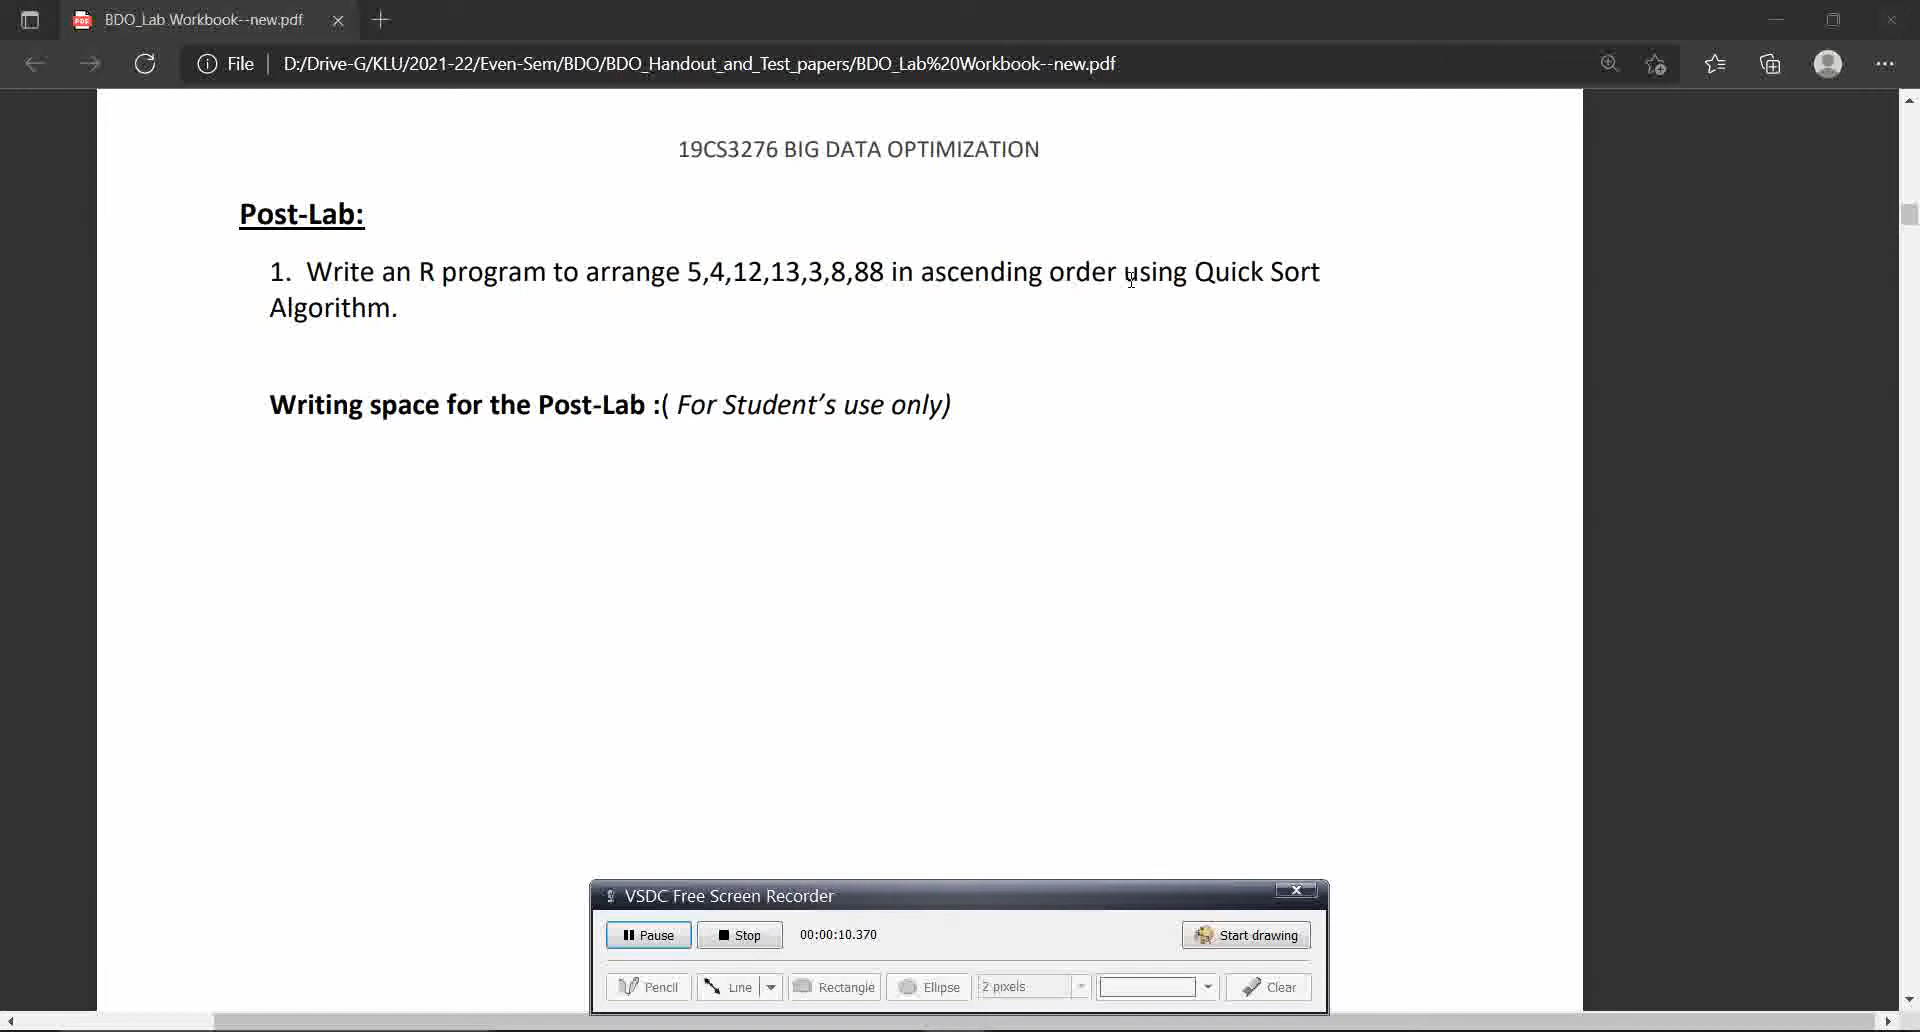 BDO_Lab Workbook--new.pdf
File
D:/Drive-G/KLU/2021-22/Even-Sem/BDO/BDO_Handout_and_Test_papers/BDO_Lab%20Workbook--new.pdf
19CS3276 BIG DATA OPTIMIZATION
Post-Lab:
1. Write an R program to arrange 5,4,12,13,3,8,88 in ascending order using Quick Sort
Algorithm.
Writing space for the Post-Lab :( For Student's use only)
VSDC Free Screen Recorder
Pause Stop 00:00:10.370 Start drawing
Pencil Line Rectangle Ellipse 2 pixels Clear